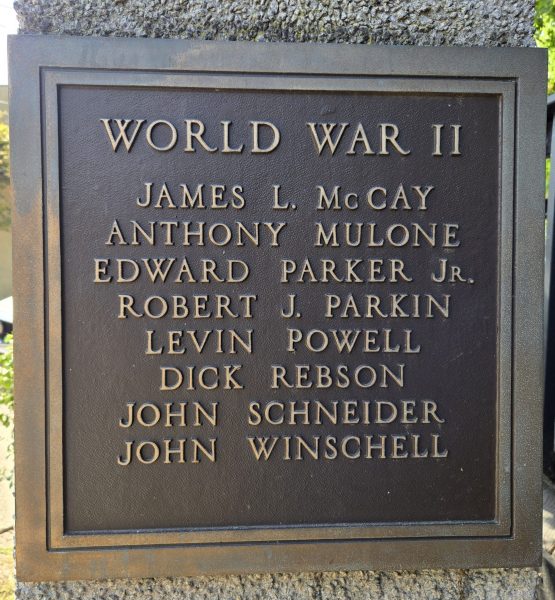 WORLD WAR II
JAMES L. McCAY
ANTHONY MULONE
EDWARD PARKER Jr.
ROBERT J. PARKIN
LEVIN POWELL
DICK REBSON
JOHN SCHNEIDER
JOHN WINSCHELL